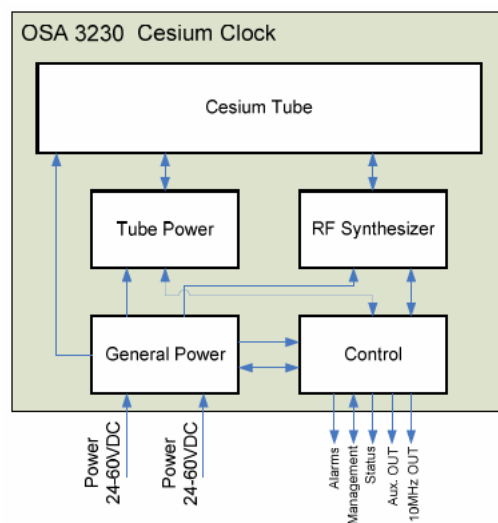 OSA 3230 Cesium Clock
Cesium Tube
Tube Power
RF Synthesizer
General Power
Control
Power
24-60VDC
Power
24-60VDC
Alarms
Management
Status
Aux. OUT
10MHz OUT